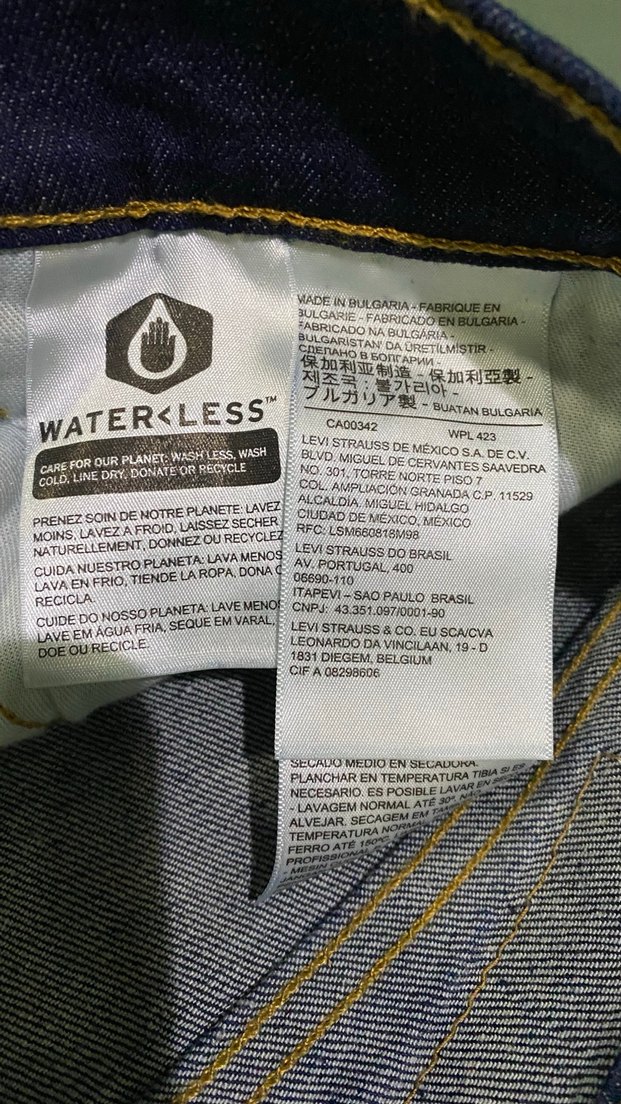 WATER<LESS™
CARE FOR OUR PLANET: WASH LESS, WASH
COLD, LINE DRY, DONATE OR RECYCLE
PRENEZ SOIN DE NOTRE PLANETE: LAVEZ
MOINS, LAVEZ A FROID, LAISSEZ SECHER
NATURELLEMENT, DONNEZ OU RECYCLEZ
CUIDA NUESTRO PLANETA: LAVA MENOS
LAVA EN FRIO, TIENDE LA ROPA, DONA
RECICLA.
CUIDE DO NOSSO PLANETA: LAVE MENO
LAVE EM ÁGUA FRIA, SEQUE EM VARAL,
DOE OU RECICLE.
MADE IN BULGARIA - FABRIQUE EN
BULGARIE - FABRICADO EN BULGARIA -
FABRICADO NA BULGÁRIA -
BULGARISTAN' DA ÜRETILMISTIR -
СДЕЛАНО В БОЛГАРИИ -
保加利亚制造 - 保加利亞製 -
제조국 : 불가리아 -
ブルガリア製 - BUATAN BULGARIA
CA00342 WPL 423
LEVI STRAUSS DE MÉXICO S.A. DE C.V.
BLVD. MIGUEL DE CERVANTES SAAVEDRA
NO. 301, TORRE NORTE PISO 7
COL. AMPLIACIÓN GRANADA C.P. 11529
ALCALDÍA. MIGUEL HIDALGO
CIUDAD DE MÉXICO, MÉXICO
RFC: LSM660818M98
LEVI STRAUSS DO BRASIL
AV. PORTUGAL, 400
06690-110
ITAPEVI – SAO PAULO BRASIL
CNPJ: 43.351.097/0001-90
LEVI STRAUSS & CO. EU SCA/CVA
LEONARDO DA VINCILAAN, 19 - D
1831 DIEGEM, BELGIUM
CIF A 08298606
SECADO MEDIO EN SECADORA.
PLANCHAR EN TEMPERATURA TIBIA SI ES
NECESARIO. ES POSIBLE LAVAR EN
- LAVAGEM NORMAL ATÉ 30º. NÃO
ALVEJAR. SECAGEM EM
TEMPERATURA NORMAL
FERRO ATÉ 150ºC.
PROFISSIONAL